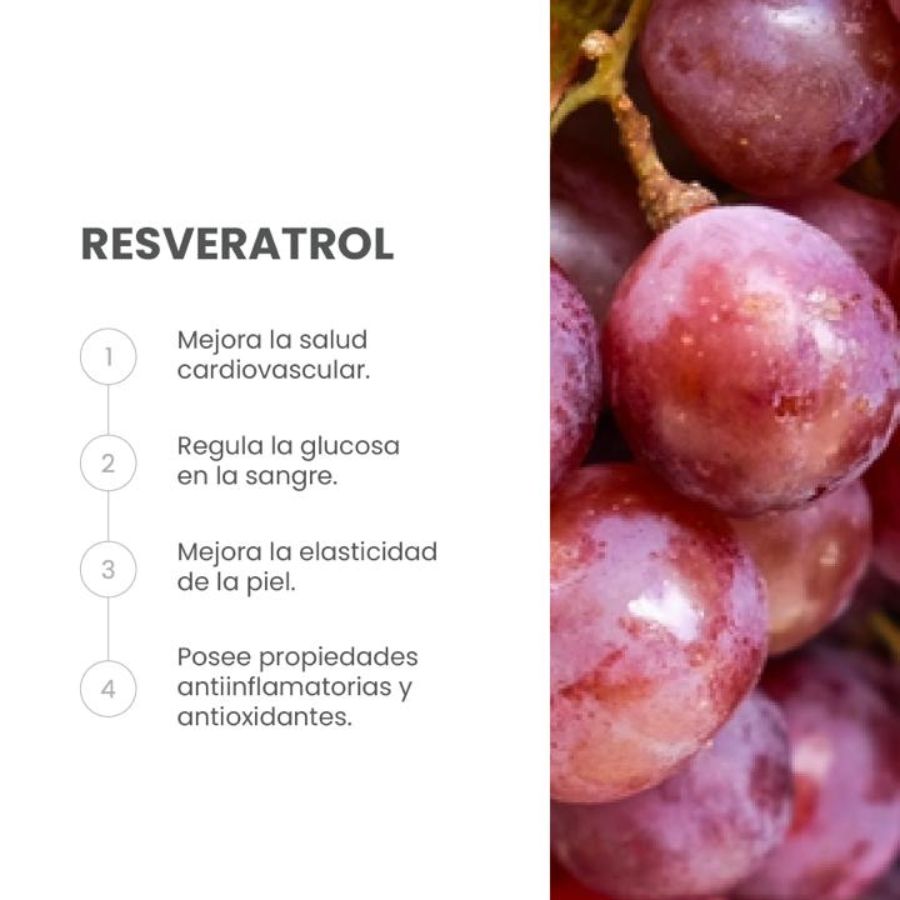 RESVERATROL
1
Mejora la salud
cardiovascular.
2
Regula la glucosa
en la sangre.
3
Mejora la elasticidad
de la piel.
4
Posee propiedades
antiinflamatorias y
antioxidantes.